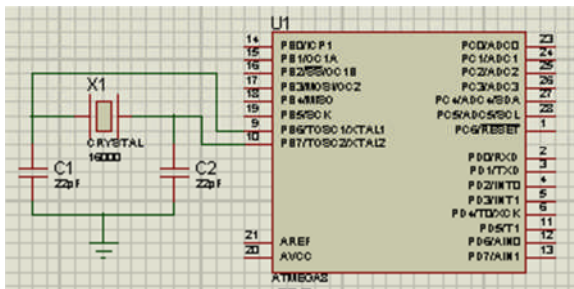 U1
14 PB0/ICP1
15 PB1/OC1A
16 PB2/SS/OC1B
17 PB3/MOSI/OC2
18 PB4/MISO
19 PB5/SCK
9 PB6/TOSC1/XTAL1
10 PB7/TOSC2/XTAL2
21 AREF
20 AVCC
PC0/ADC0 23
PC1/ADC1 24
PC2/ADC2 25
PC3/ADC3 26
PC4/ADC4/SDA 27
PC5/ADC5/SCL 28
PC6/RESET 1
PD0/RXD 2
PD1/TXD 3
PD2/INT0 4
PD3/INT1 5
PD4/T0/XCK 6
PD5/T1 11
PD6/AIN0 12
PD7/AIN1 13
ATMEGA8
X1
CRYSTAL
16000
C1
22pF
C2
22pF